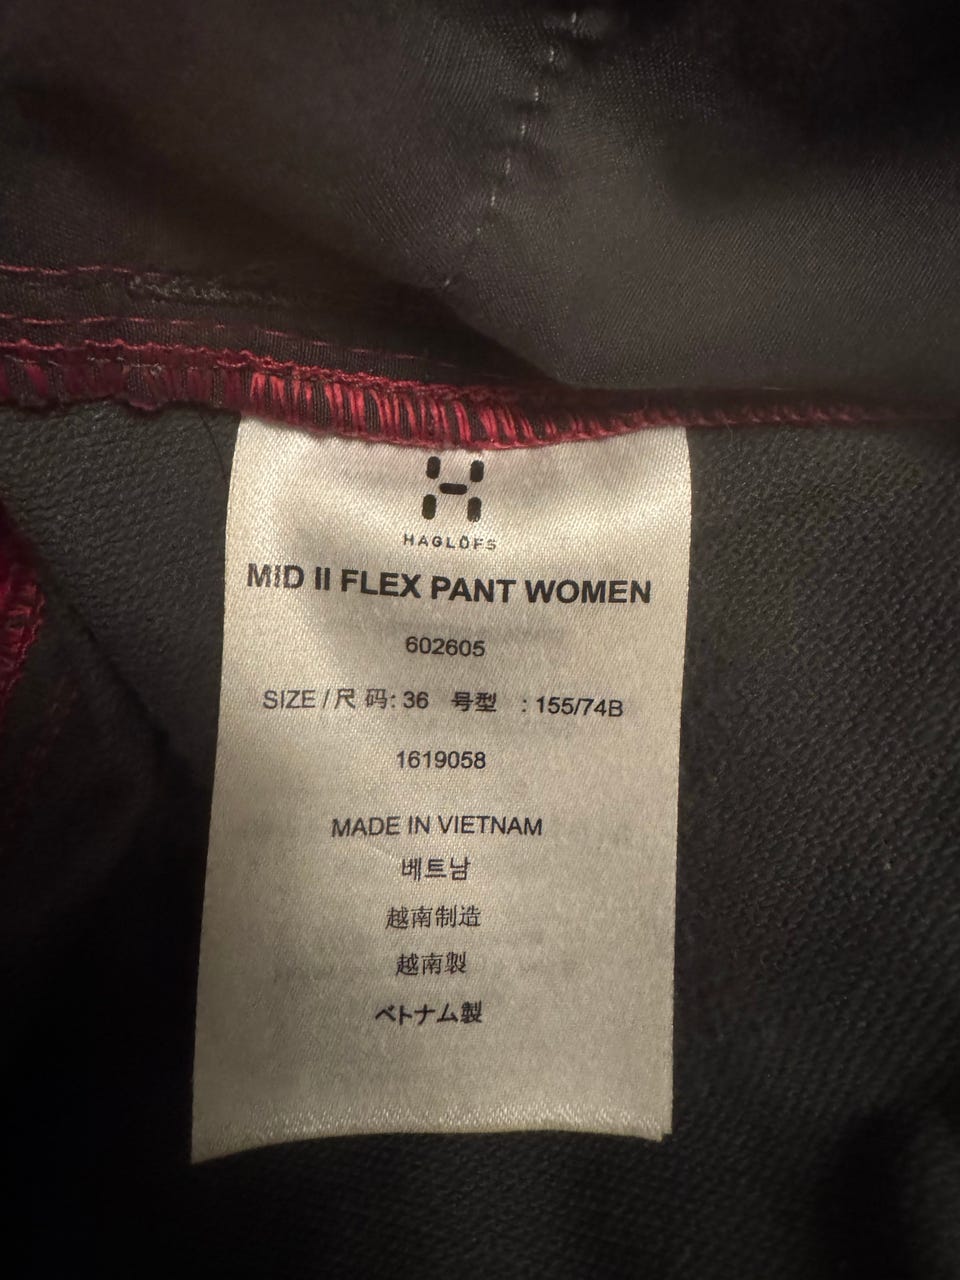 HAGLÖFS
MID II FLEX PANT WOMEN
602605
SIZE / 尺 码: 36 号型 : 155/74B
1619058
MADE IN VIETNAM
베트남
越南制造
越南製
ベトナム製